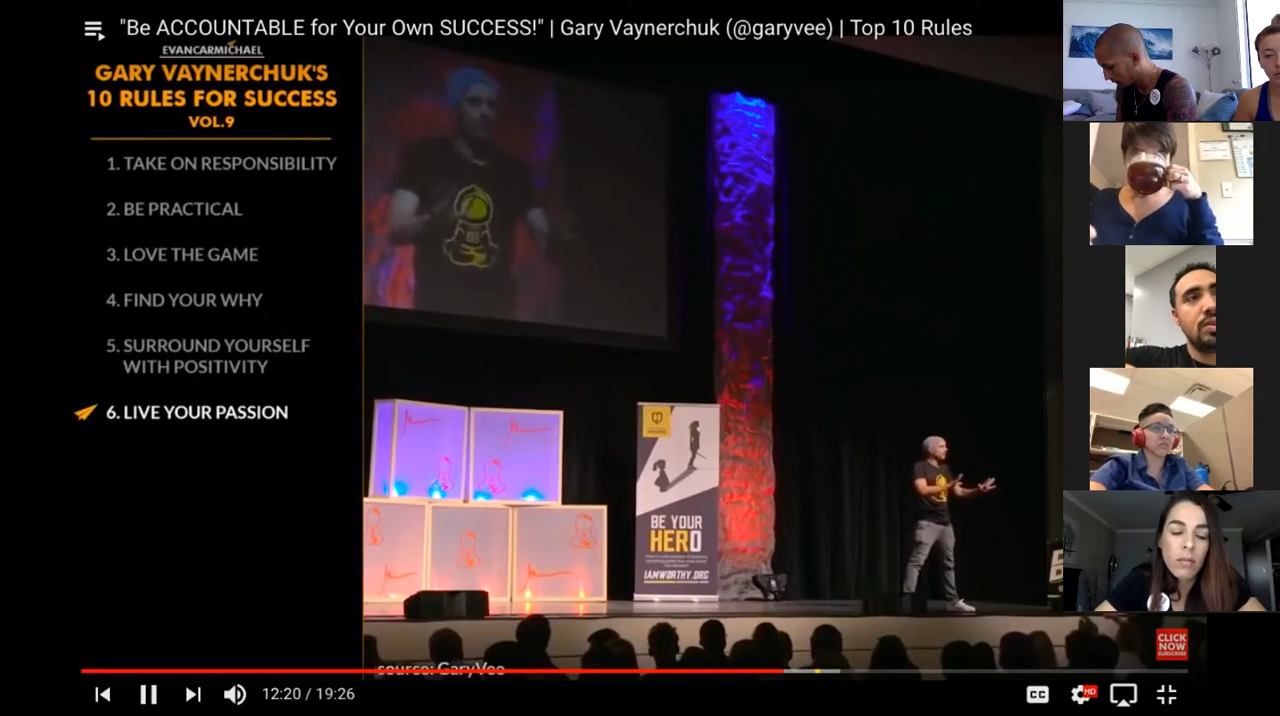 "Be ACCOUNTABLE for Your Own SUCCESS!" | Gary Vaynerchuk (@garyvee) | Top 10 Rules
EVANCARMICHAEL
GARY VAYNERCHUK'S
10 RULES FOR SUCCESS
VOL.9
1. TAKE ON RESPONSIBILITY
2. BE PRACTICAL
3. LOVE THE GAME
4. FIND YOUR WHY
5. SURROUND YOURSELF
WITH POSITIVITY
6. LIVE YOUR PASSION
BE YOUR
HERO
IAMWORTHY.ORG
CLICK
NOW
SUBSCRIBE
source: GaryVee
12:20 / 19:26
CC
HD